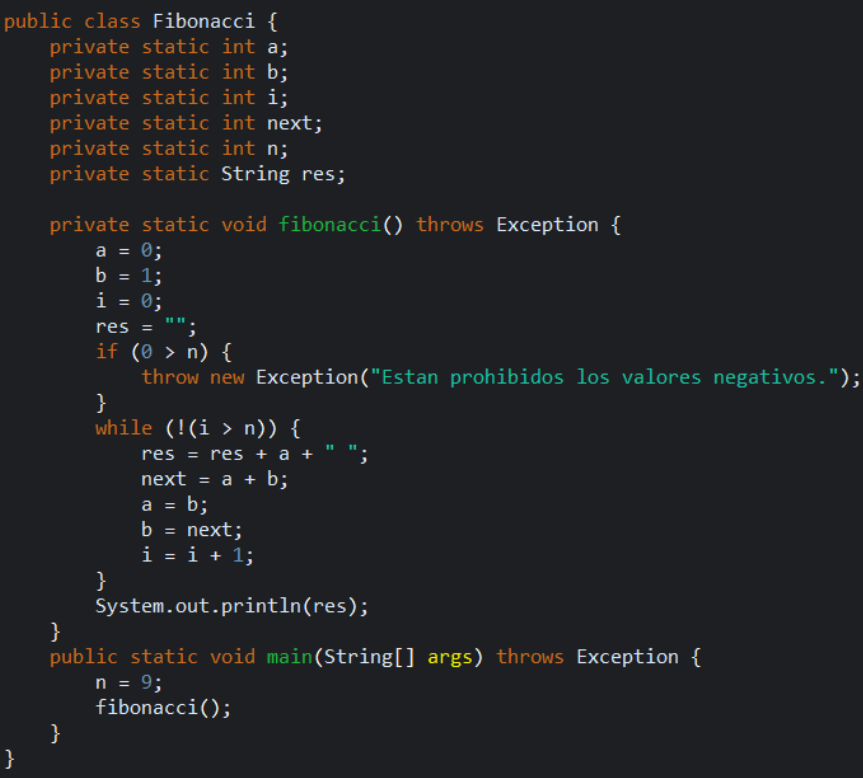 public class Fibonacci {
    private static int a;
    private static int b;
    private static int i;
    private static int next;
    private static int n;
    private static String res;

    private static void fibonacci() throws Exception {
        a = 0;
        b = 1;
        i = 0;
        res = "";
        if (0 > n) {
            throw new Exception("Estan prohibidos los valores negativos.");
        }
        while (!(i > n)) {
            res = res + a + " ";
            next = a + b;
            a = b;
            b = next;
            i = i + 1;
        }
        System.out.println(res);
    }
    public static void main(String[] args) throws Exception {
        n = 9;
        fibonacci();
    }
}